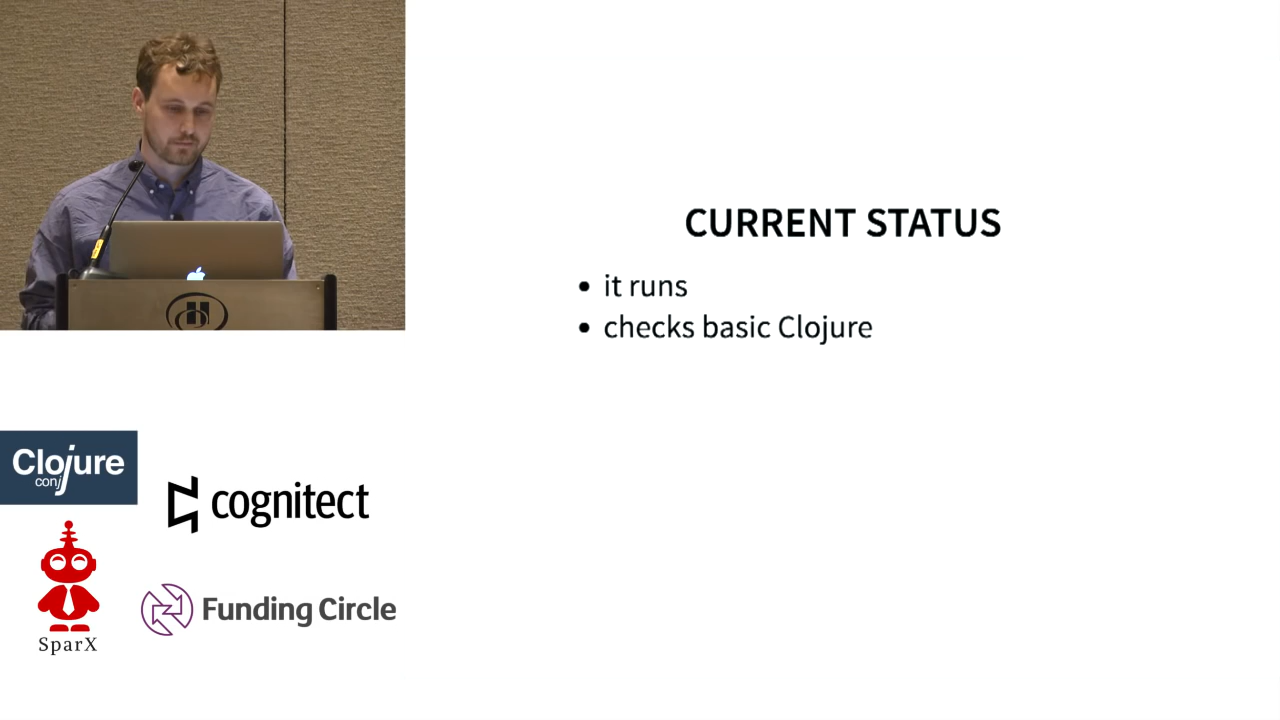 CURRENT STATUS
• it runs
• checks basic Clojure
Clojure
conj
cognitect
SparX
Funding Circle